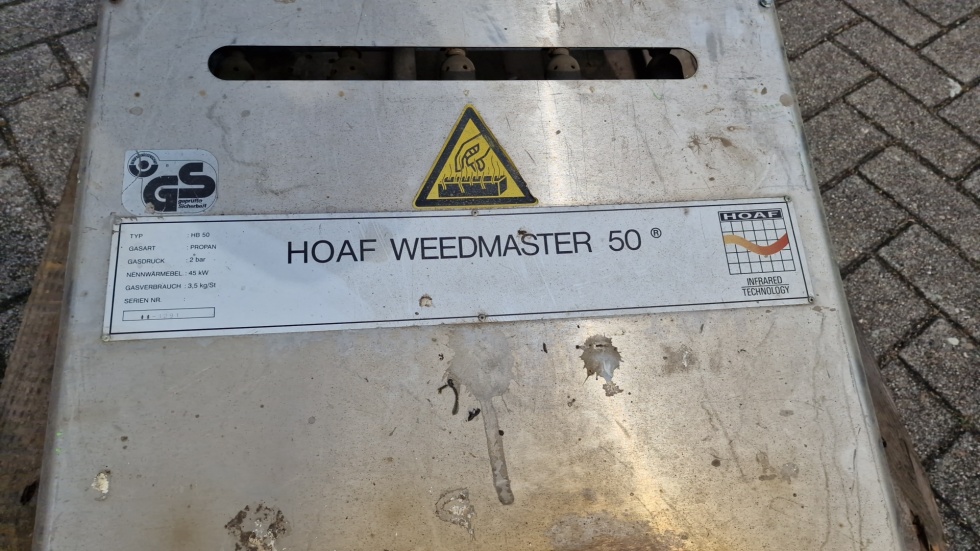 GS
geprüfte
Sicherheit
TYP : HB 50
GASART : PROPAN
GASDRUCK : 2 bar
NENNWÄRMEBEL : 45 kW
GASVERBRAUCH : 3,5 kg/St
SERIEN NR.
HOAF WEEDMASTER 50 ®
HOAF
INFRARED
TECHNOLOGY